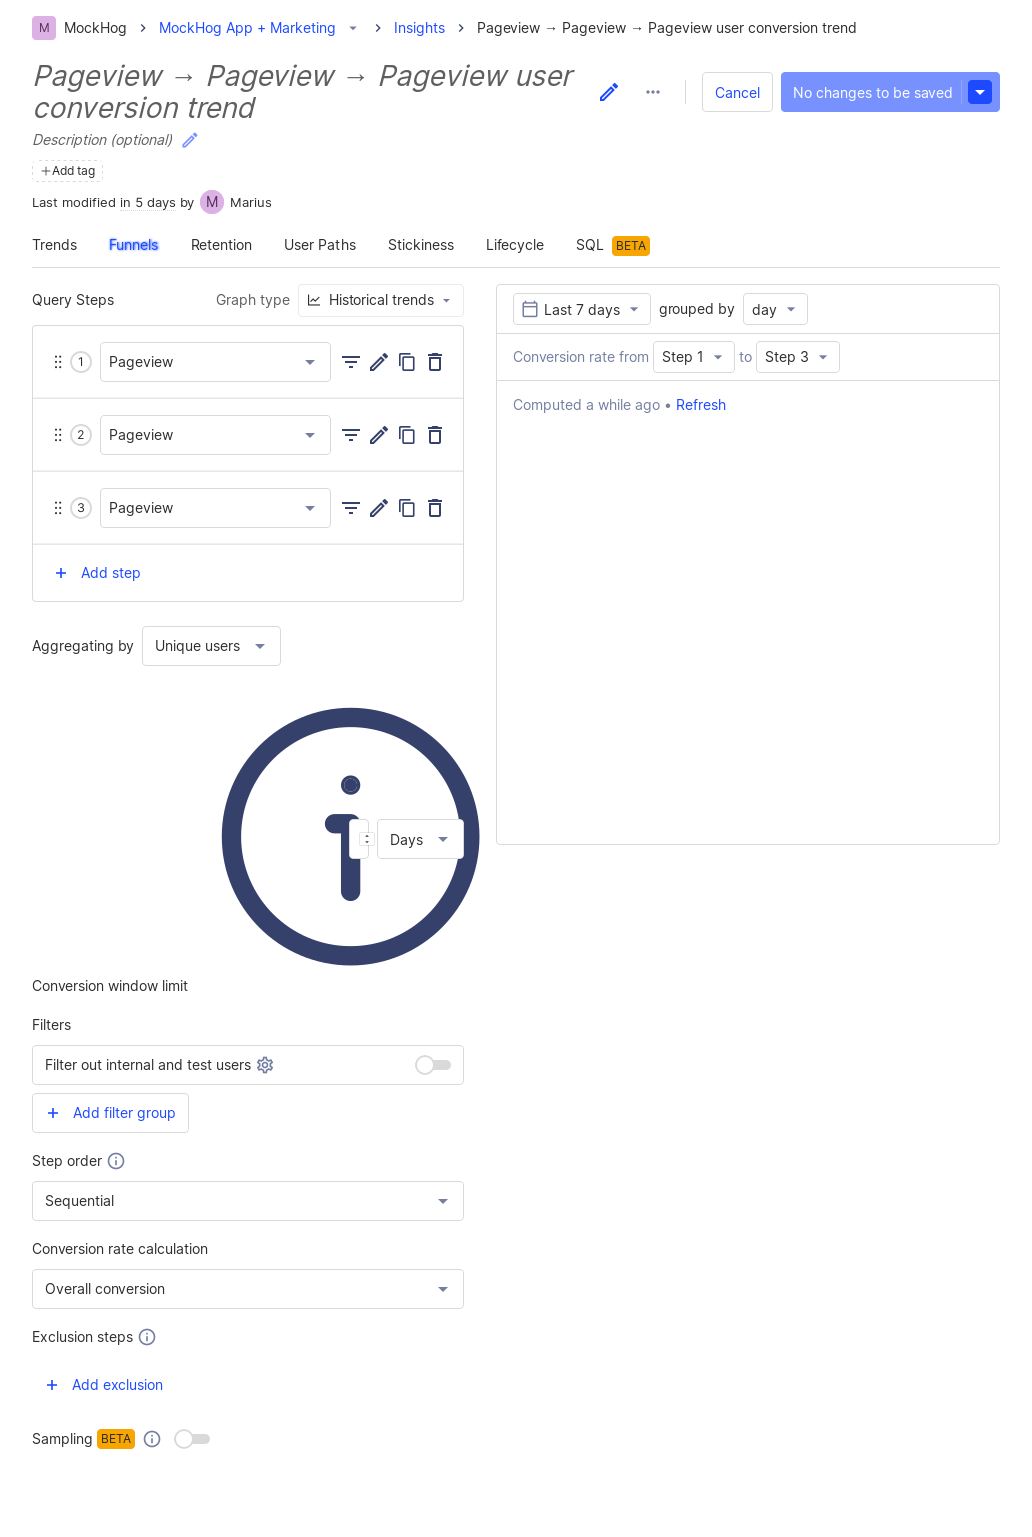 M MockHog > MockHog App + Marketing > Insights > Pageview → Pageview → Pageview user conversion trend
Pageview → Pageview → Pageview user
conversion trend
Cancel
No changes to be saved
Description (optional)
Add tag
Last modified in 5 days by M Marius
Trends Funnels Retention User Paths Stickiness Lifecycle SQL BETA
Query Steps Graph type Historical trends
1 Pageview
2 Pageview
3 Pageview
Add step
Aggregating by Unique users
Days
Conversion window limit
Filters
Filter out internal and test users
Add filter group
Step order
Sequential
Conversion rate calculation
Overall conversion
Exclusion steps
Add exclusion
Sampling BETA
Last 7 days grouped by day
Conversion rate from Step 1 to Step 3
Computed a while ago • Refresh